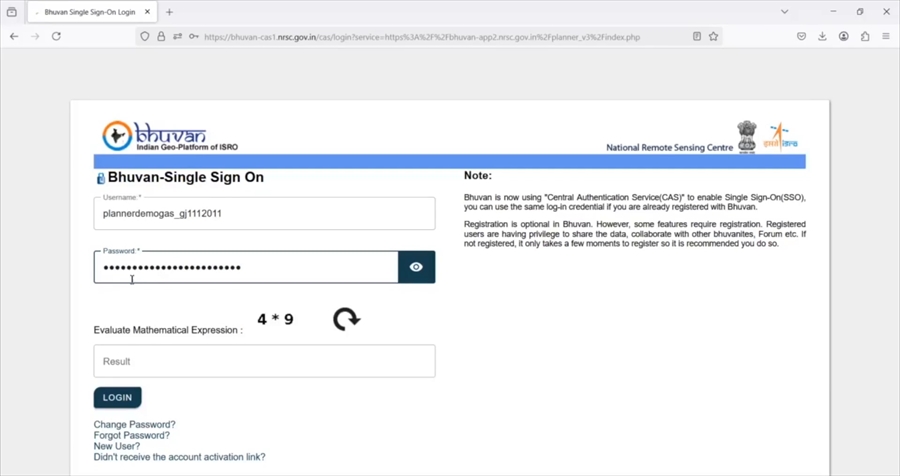 Bhuvan Single Sign-On Login
https://bhuvan-cas1.nrsc.gov.in/cas/login?service=https%3A%2F%2Fbhuvan-app2.nrsc.gov.in%2Fplanner_v3%2Findex.php
bhuvan
Indian Geo-Platform of ISRO
National Remote Sensing Centre
Bhuvan-Single Sign On
Username:*
plannerdemogas_gj1112011
Password:*
Evaluate Mathematical Expression :
4 * 9
Result
LOGIN
Change Password?
Forgot Password?
New User?
Didn't receive the account activation link?
Note:
Bhuvan is now using "Central Authentication Service(CAS)" to enable Single Sign-On(SSO),
you can use the same log-in credential if you are already registered with Bhuvan.
Registration is optional in Bhuvan. However, some features require registration. Registered
users are having privilege to share the data, collaborate with other bhuvanites, Forum etc. If
not registered, it only takes a few moments to register so it is recommended you do so.